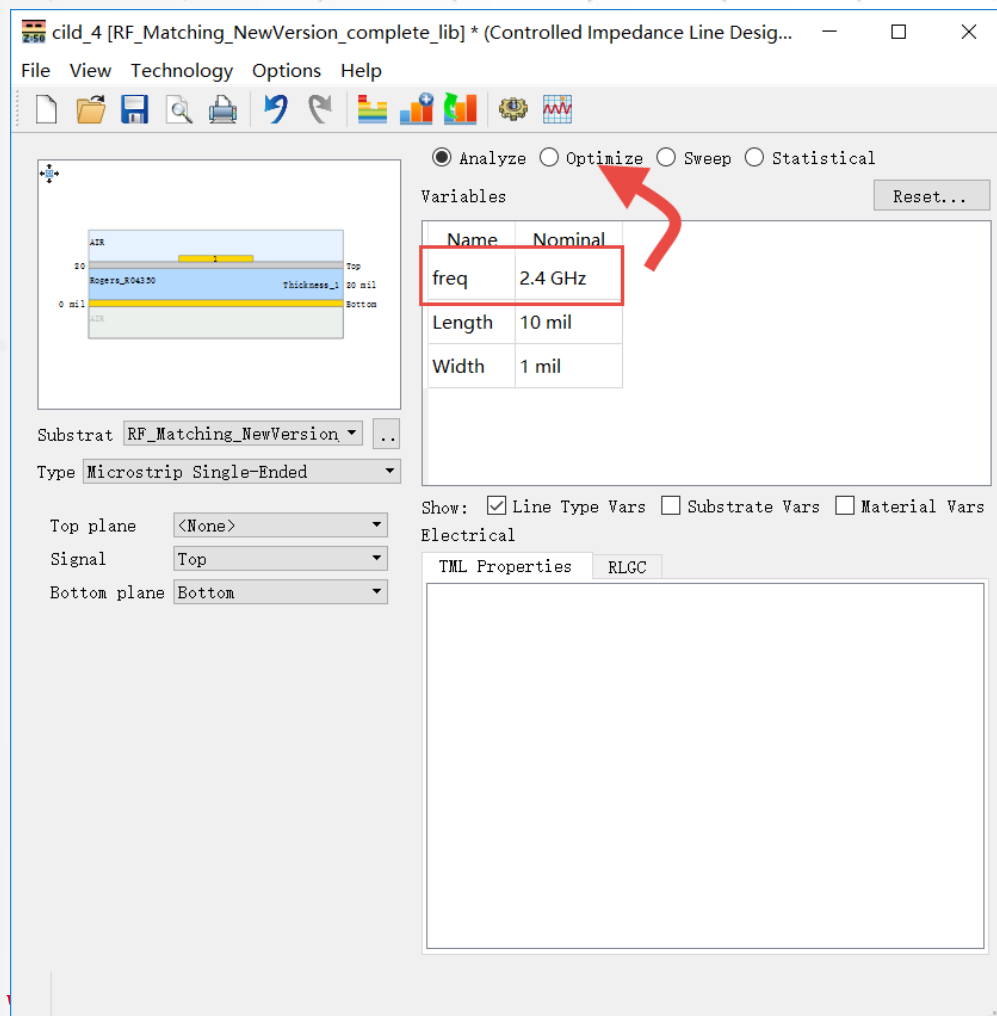 cild_4 [RF_Matching_NewVersion_complete_lib] * (Controlled Impedance Line Desig...
File View Technology Options Help
Analyze Optimize Sweep Statistical
Variables Reset...
Name Nominal
freq 2.4 GHz
Length 10 mil
Width 1 mil
AIR
1
20 Top
Rogers_RO4350 Thickness_1 20 mil
0 mil Bottom
AIR
Substrat RF_Matching_NewVersion_ ..
Type Microstrip Single-Ended
Top plane <None>
Signal Top
Bottom plane Bottom
Show: Line Type Vars Substrate Vars Material Vars
Electrical
TML Properties RLGC